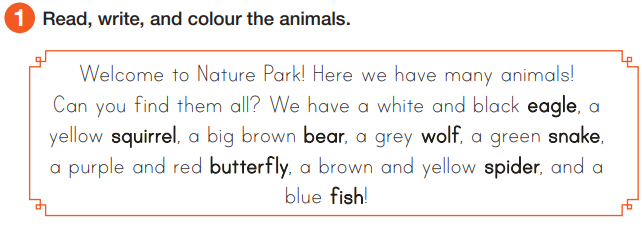 1 Read, write, and colour the animals.
Welcome to Nature Park! Here we have many animals!
Can you find them all? We have a white and black eagle, a
yellow squirrel, a big brown bear, a grey wolf, a green snake,
a purple and red butterfly, a brown and yellow spider, and a
blue fish!